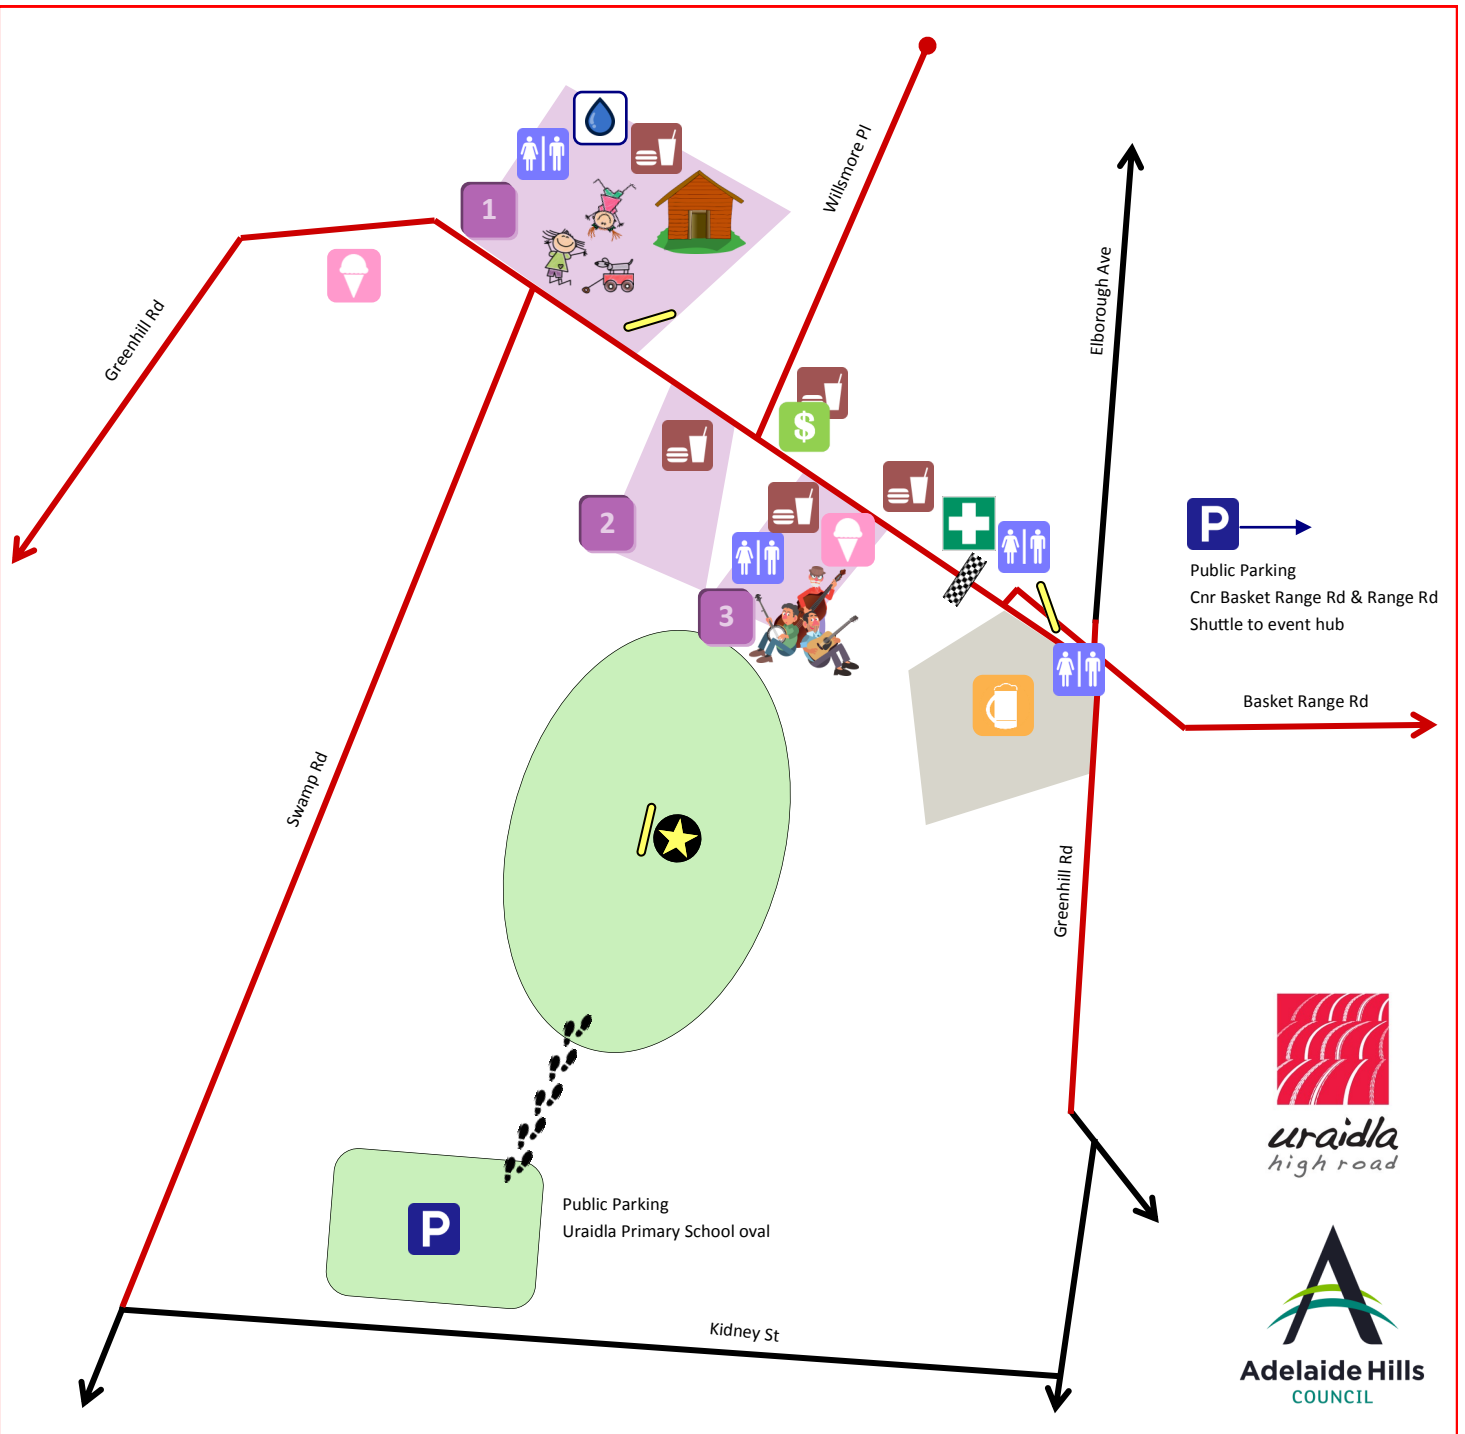 Willsmore Pl
1
Elborough Ave
Greenhill Rd
$
2
P
Public Parking
Cnr Basket Range Rd & Range Rd
Shuttle to event hub
3
Basket Range Rd
Swamp Rd
Greenhill Rd
uraidla
high road
P
Public Parking
Uraidla Primary School oval
Kidney St
Adelaide Hills
COUNCIL